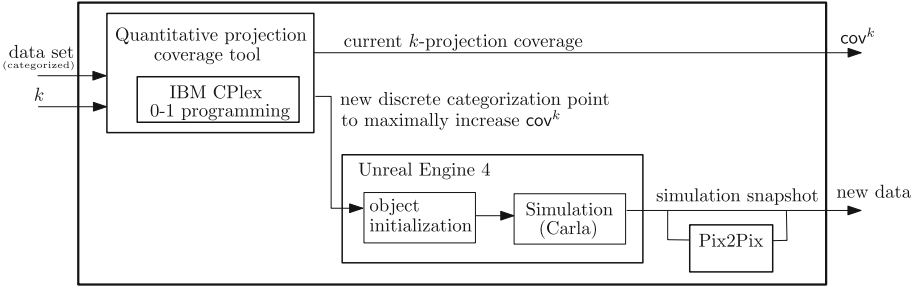 data set
(categorized)
k
Quantitative projection
coverage tool
IBM CPlex
0-1 programming
current k-projection coverage
cov^k
new discrete categorization point
to maximally increase cov^k
Unreal Engine 4
object
initialization
Simulation
(Carla)
simulation snapshot
new data
Pix2Pix